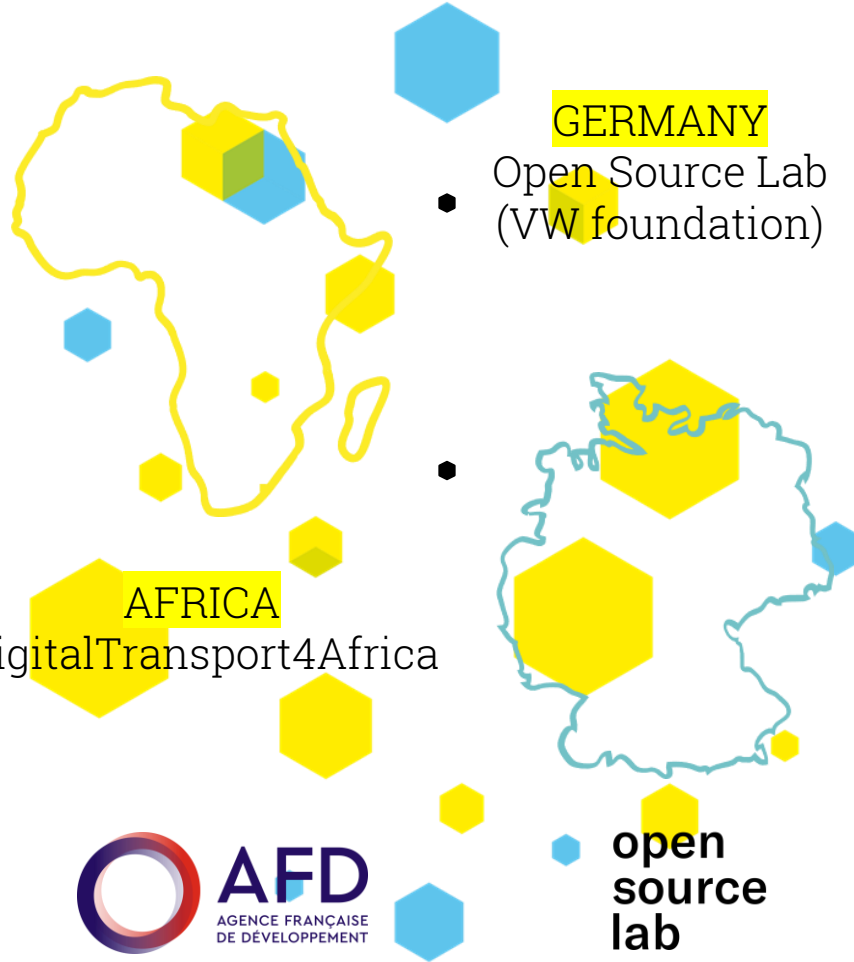 GERMANY
Open Source Lab
(VW foundation)
AFRICA
igitalTransport4Africa
AFD
AGENCE FRANÇAISE
DE DÉVELOPPEMENT
open
source
lab